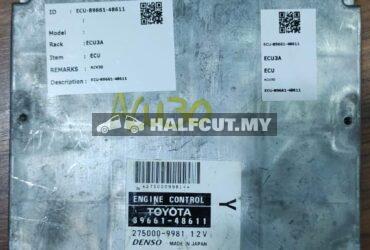 ID : ECU-89661-48611
Model :
Rack : ECU3A
Item : ECU
REMARKS : ACU30
Description : ECU-89661-48611
ECU-89661-48611
ECU3A
ECU
ACU30
ECU-89661-48611
ACU30
HALFCUT.MY
*2750009981*
ENGINE CONTROL
TOYOTA
89661-48611
275000-9981 12V
DENSO MADE IN JAPAN
Y